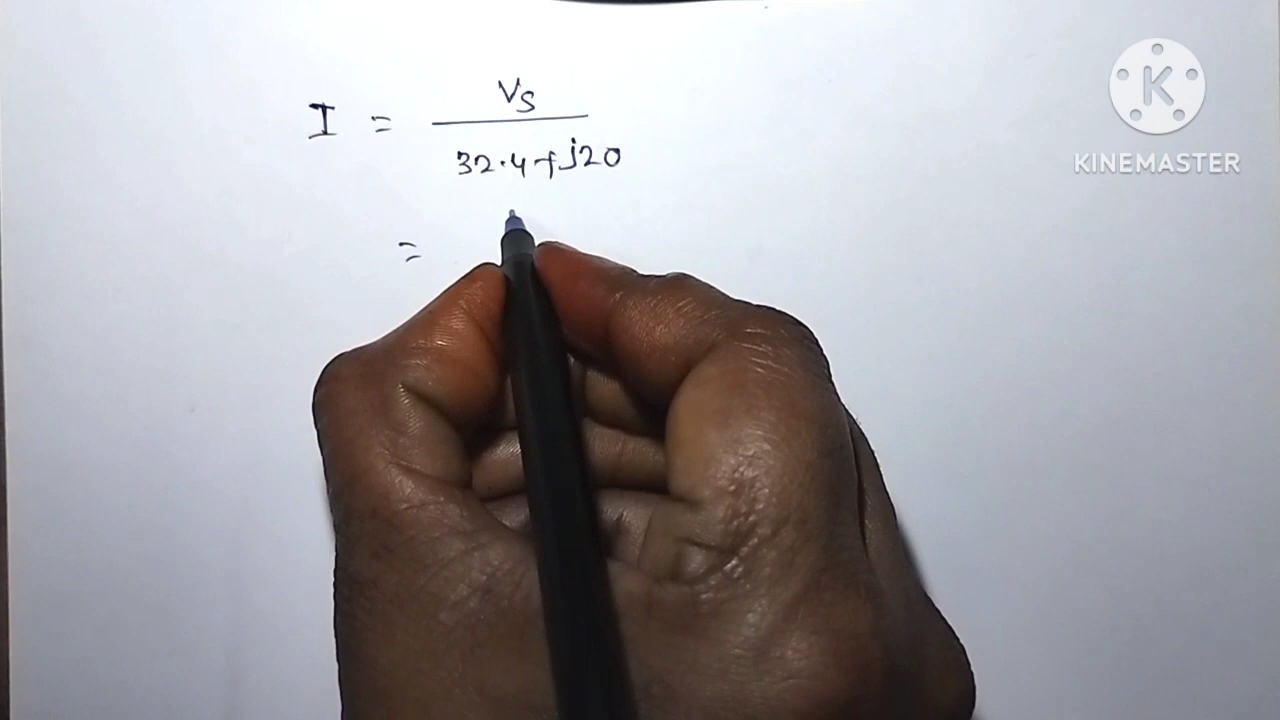 I = Vs
32.4+j20
=
K
KINEMASTER